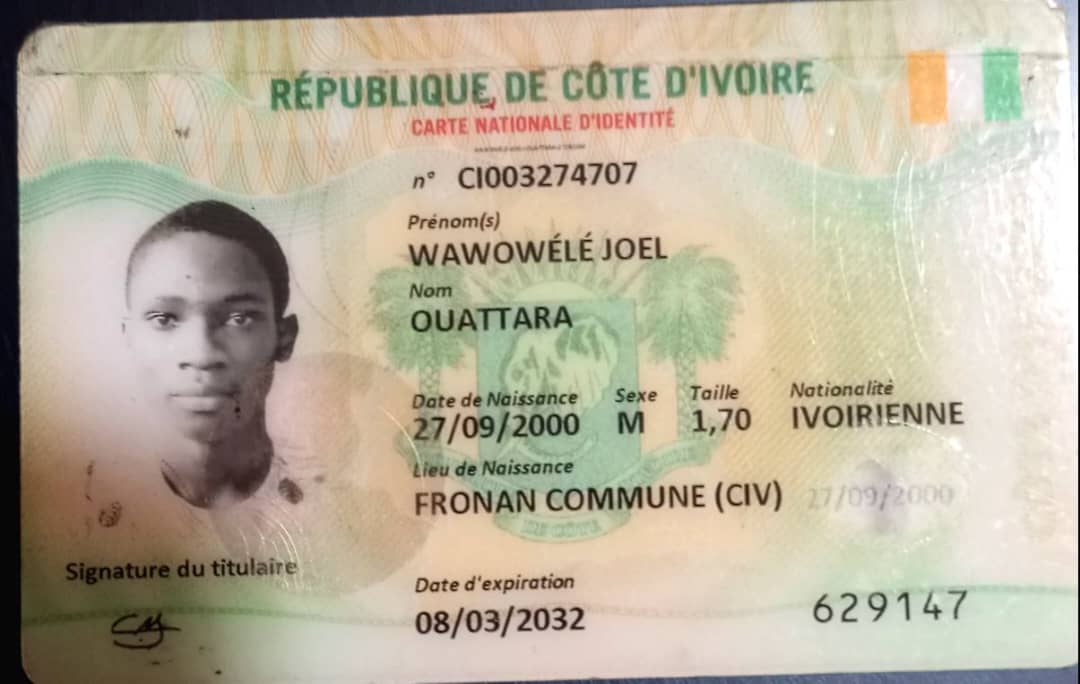 RÉPUBLIQUE DE CÔTE D'IVOIRE
CARTE NATIONALE D'IDENTITÉ
n° CI003274707
Prénom(s)
WAWOWÉLÉ JOEL
Nom
OUATTARA
Date de Naissance Sexe Taille Nationalité
27/09/2000 M 1,70 IVOIRIENNE
Lieu de Naissance
FRONAN COMMUNE (CIV) 27/09/2000
Signature du titulaire
Date d'expiration
08/03/2032
629147